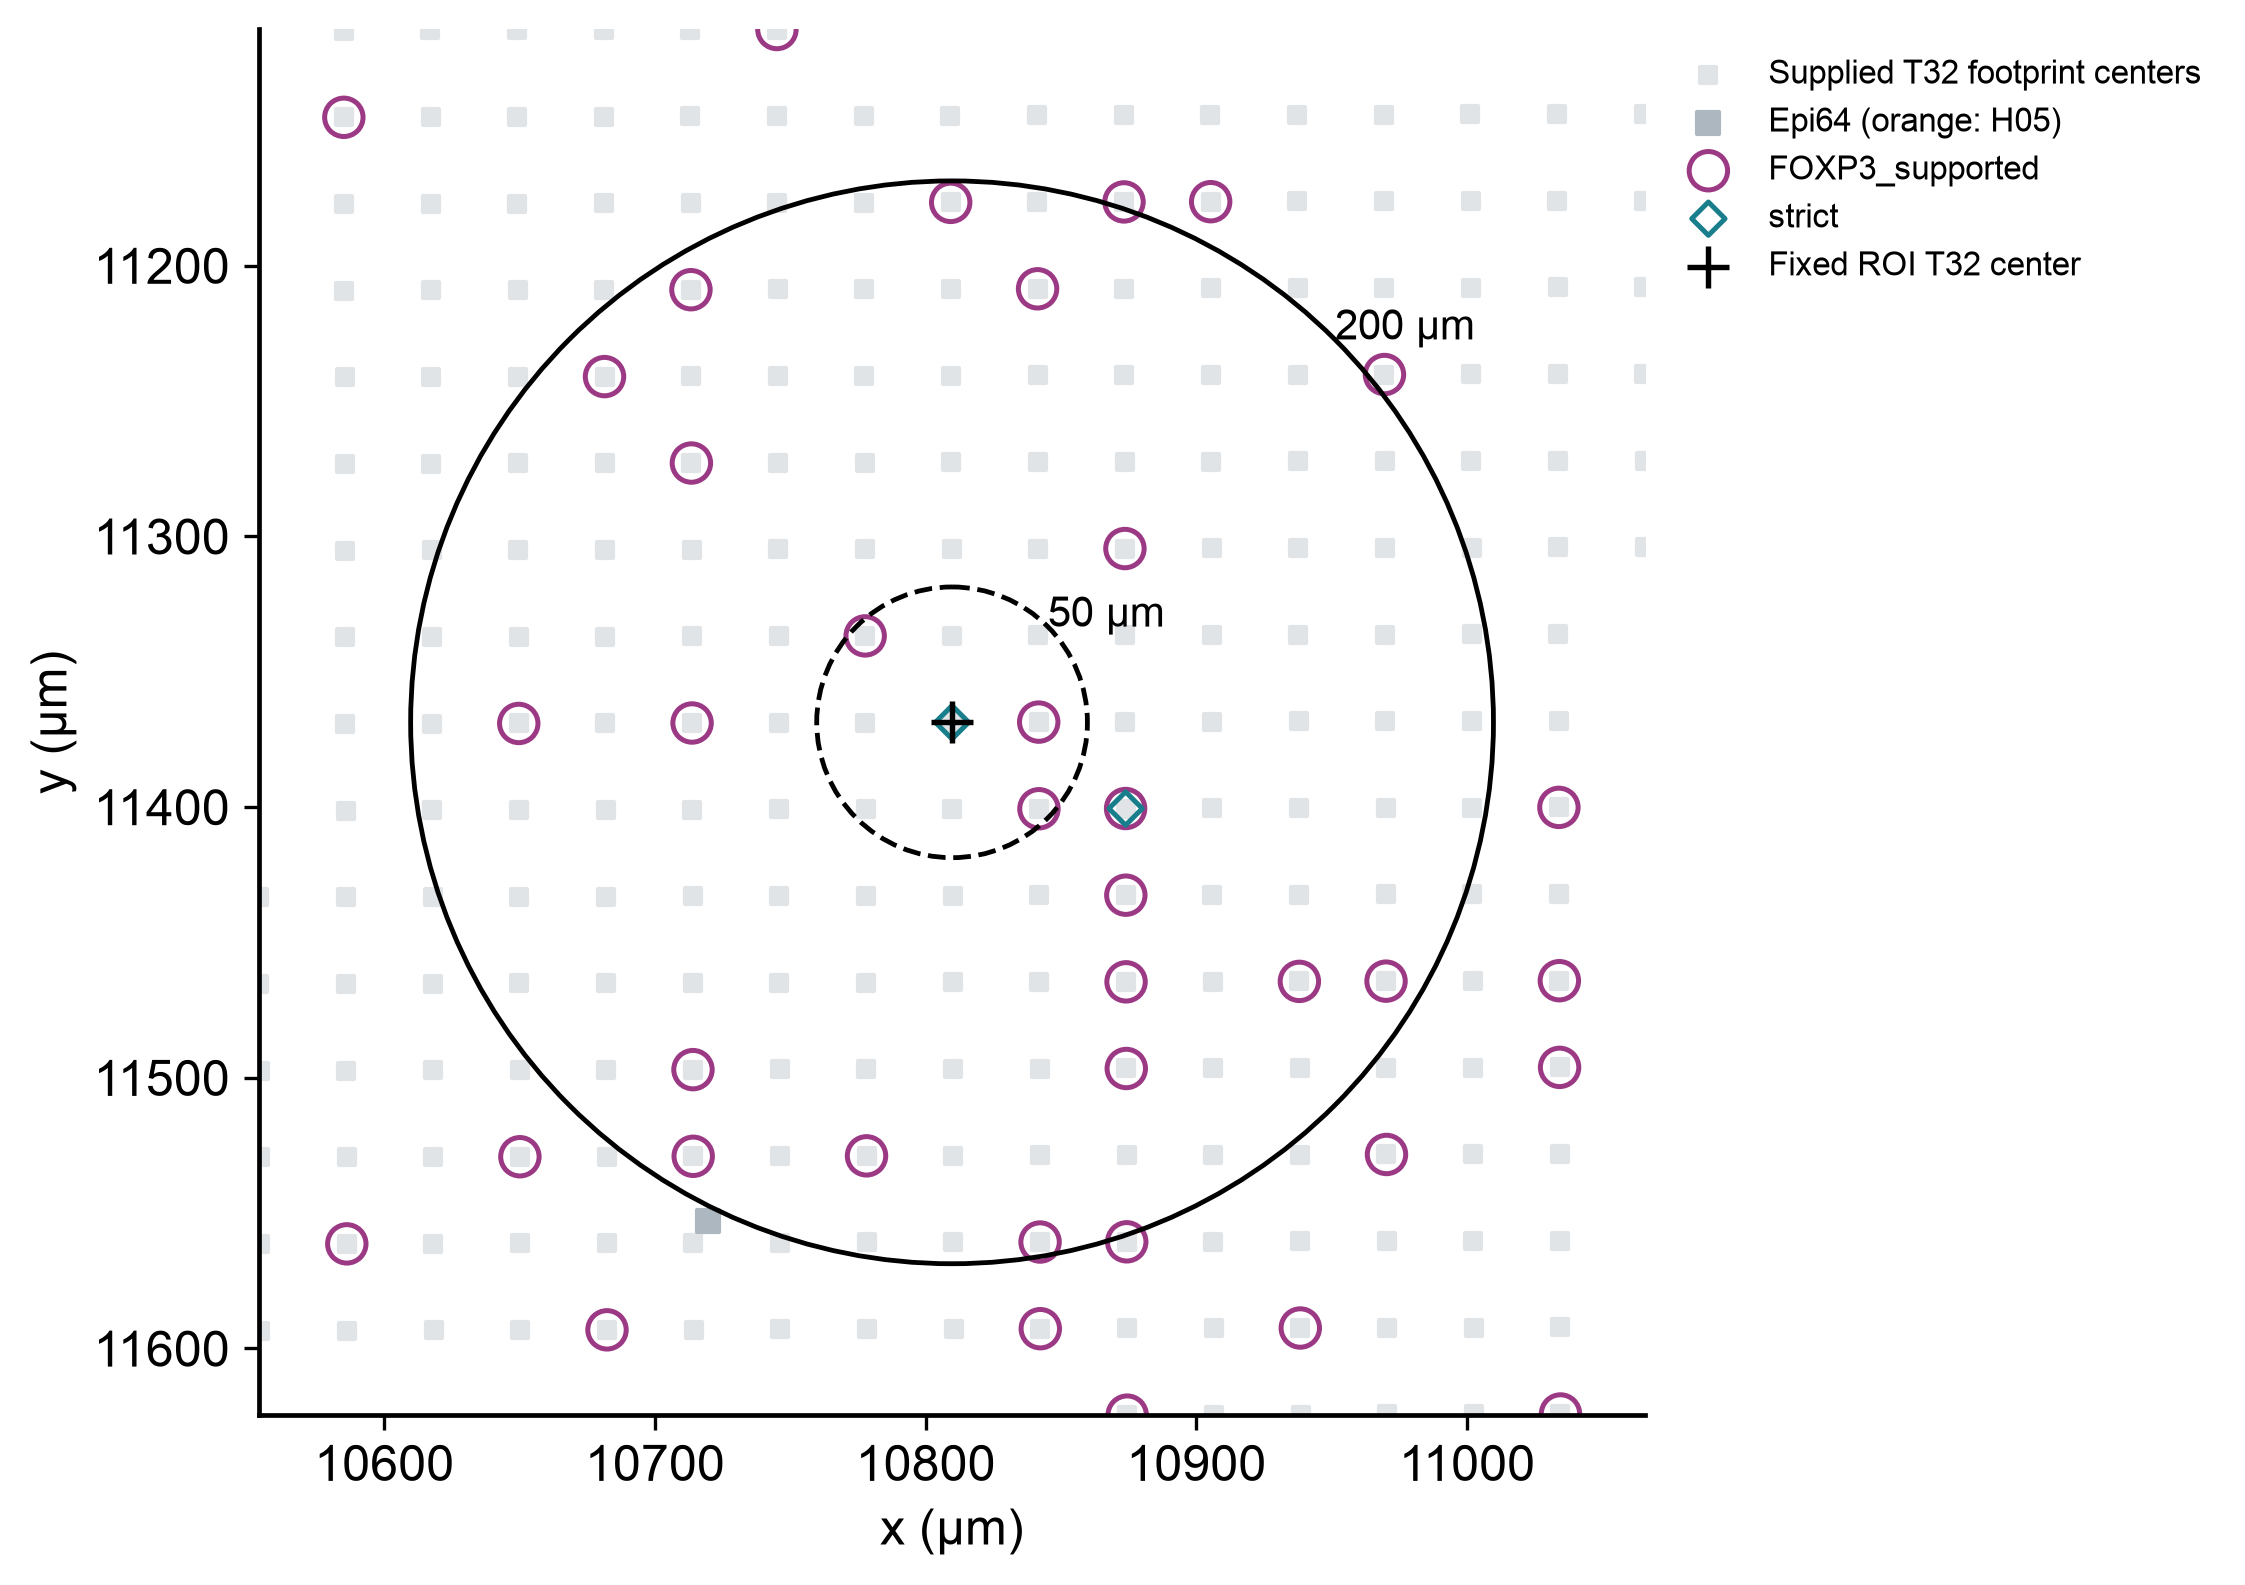 Supplied T32 footprint centers
Epi64 (orange: H05)
FOXP3_supported
strict
Fixed ROI T32 center
200 µm
50 µm
11200
11300
11400
11500
11600
y (µm)
10600 10700 10800 10900 11000
x (µm)